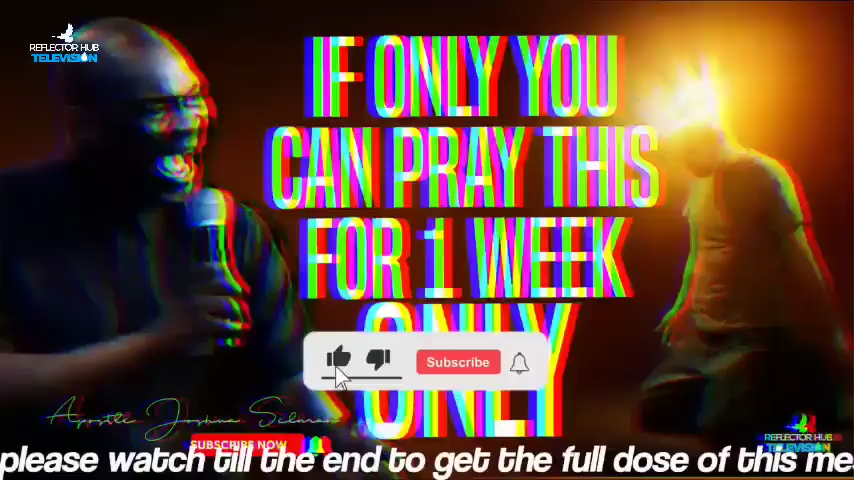 REFLECTOR HUB
TELEVISION
IF ONLY YOU
CAN PRAY THIS
FOR 1 WEEK
ONLY
Subscribe
Apostle Joshua Selman
SUBSCRIBE NOW
REFLECTOR HUB
TELEVISION
please watch till the end to get the full dose of this me